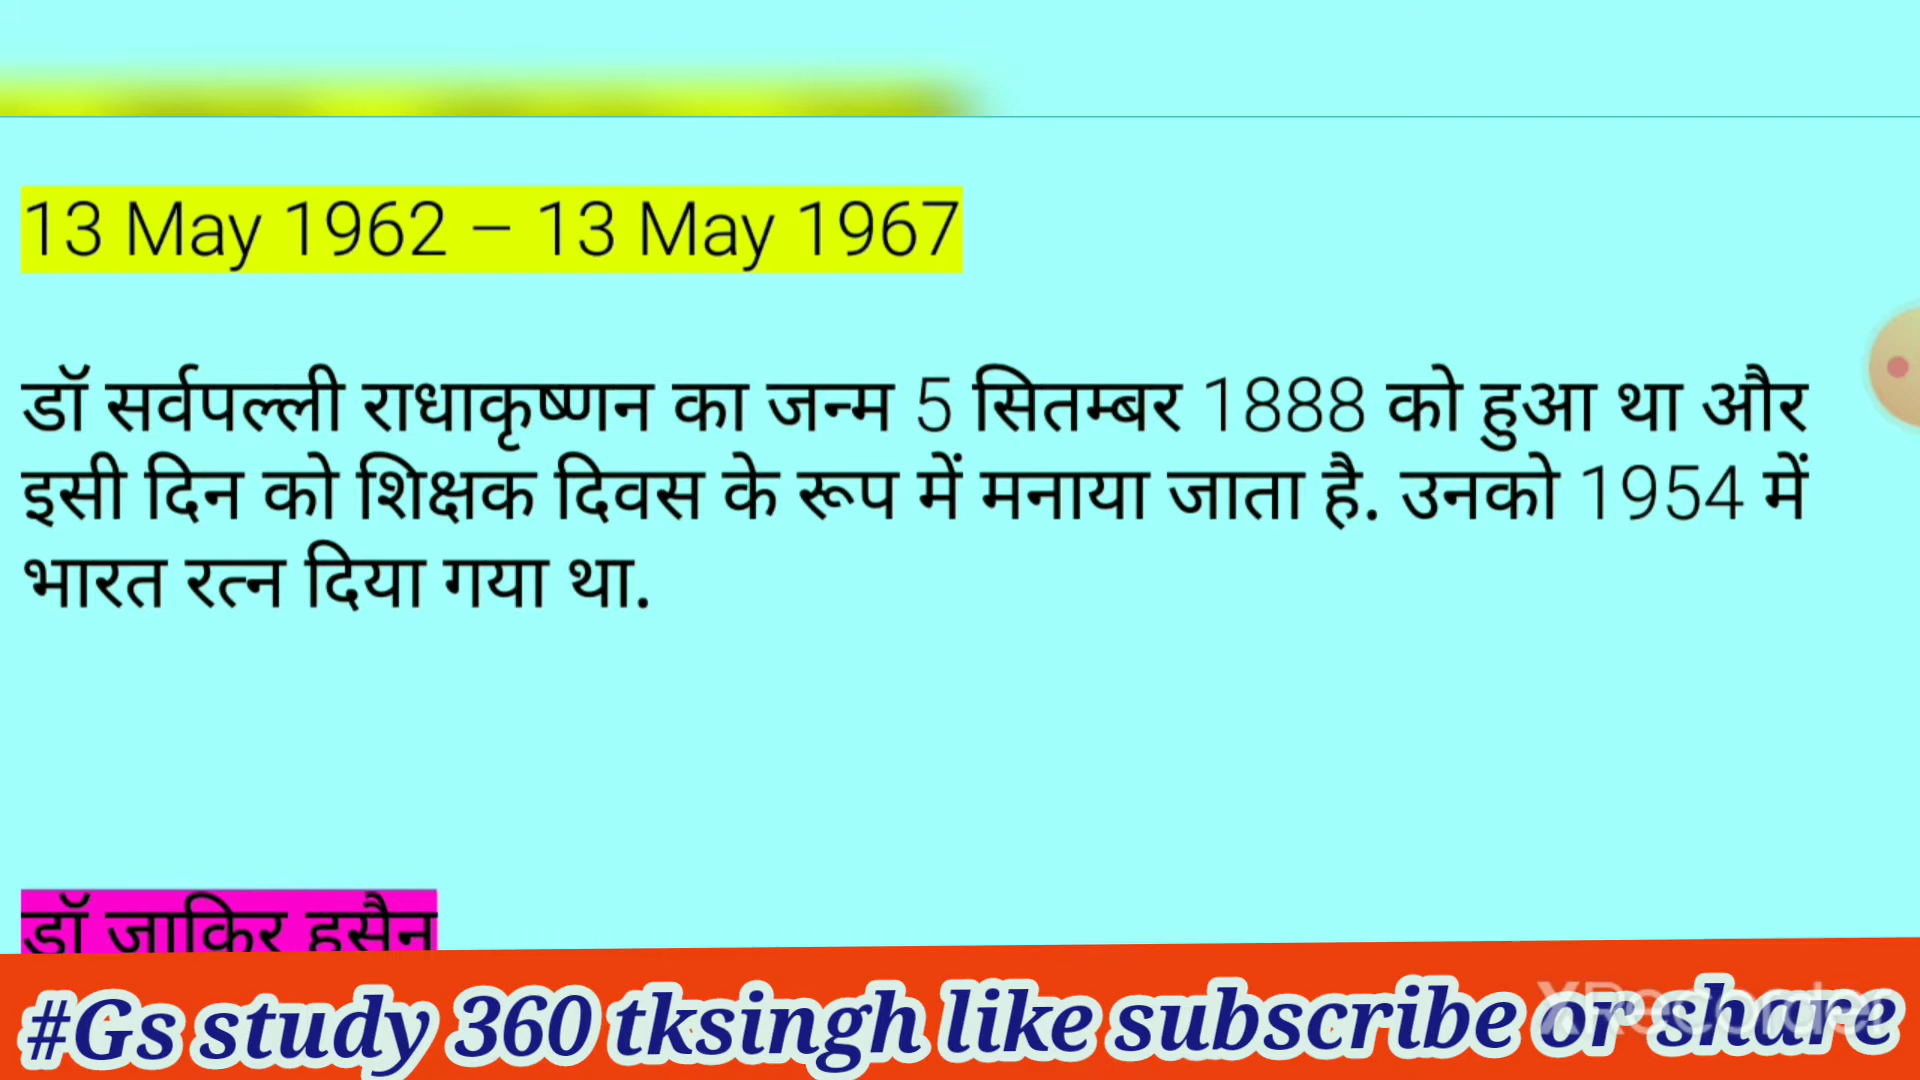 13 May 1962 – 13 May 1967
डॉ सर्वपल्ली राधाकृष्णन का जन्म 5 सितम्बर 1888 को हुआ था और
इसी दिन को शिक्षक दिवस के रूप में मनाया जाता है. उनको 1954 में
भारत रत्न दिया गया था.
डॉ जाकिर हुसैन
#Gs study 360 tksingh like subscribe or share
XRecorder